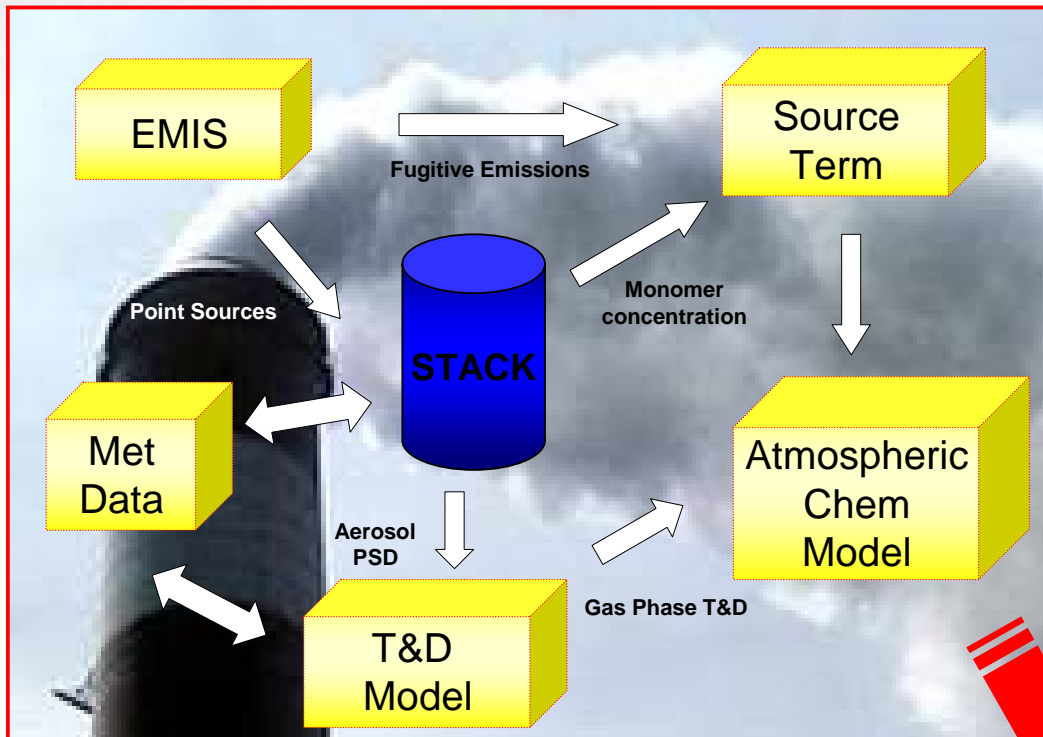 EMIS
Source
Term
Fugitive Emissions
Point Sources
Monomer
concentration
STACK
Met
Data
Atmospheric
Chem
Model
Aerosol
PSD
Gas Phase T&D
T&D
Model